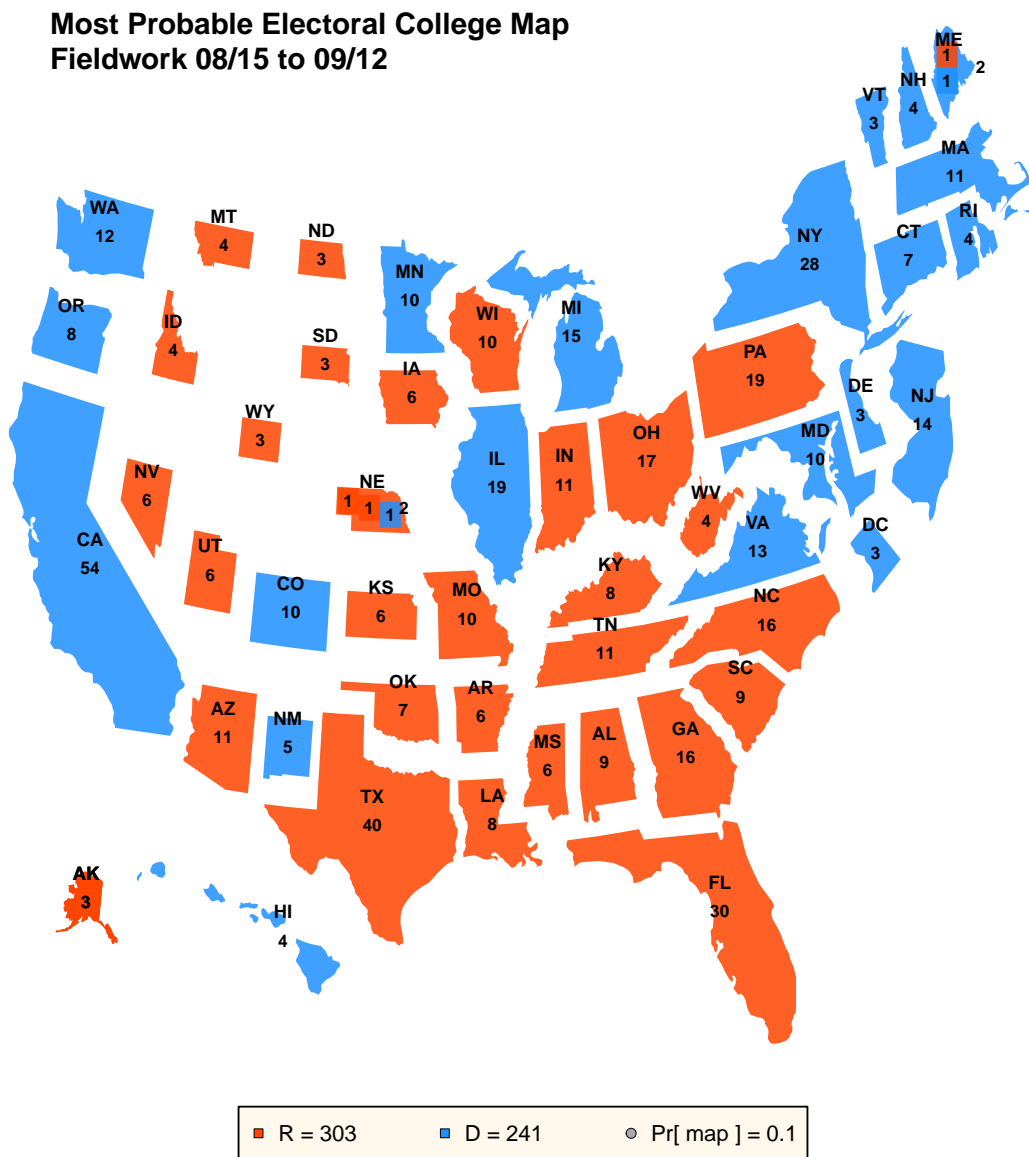 Most Probable Electoral College Map
Fieldwork 08/15 to 09/12
ME
1
2
1
NH
4
VT
3
MA
11
RI
4
CT
7
NY
28
WA
12
MT
4
ND
3
MN
10
OR
8
ID
4
SD
3
WI
10
MI
15
IA
6
PA
19
DE
3
NJ
14
WY
3
MD
10
OH
17
IL
19
IN
11
NV
6
NE
1
1
1
2
WV
4
VA
13
DC
3
CA
54
UT
6
CO
10
KS
6
MO
10
KY
8
NC
16
TN
11
SC
9
OK
7
AR
6
AZ
11
NM
5
MS
6
AL
9
GA
16
TX
40
LA
8
FL
30
AK
3
HI
4
R = 303
D = 241
Pr[ map ] = 0.1